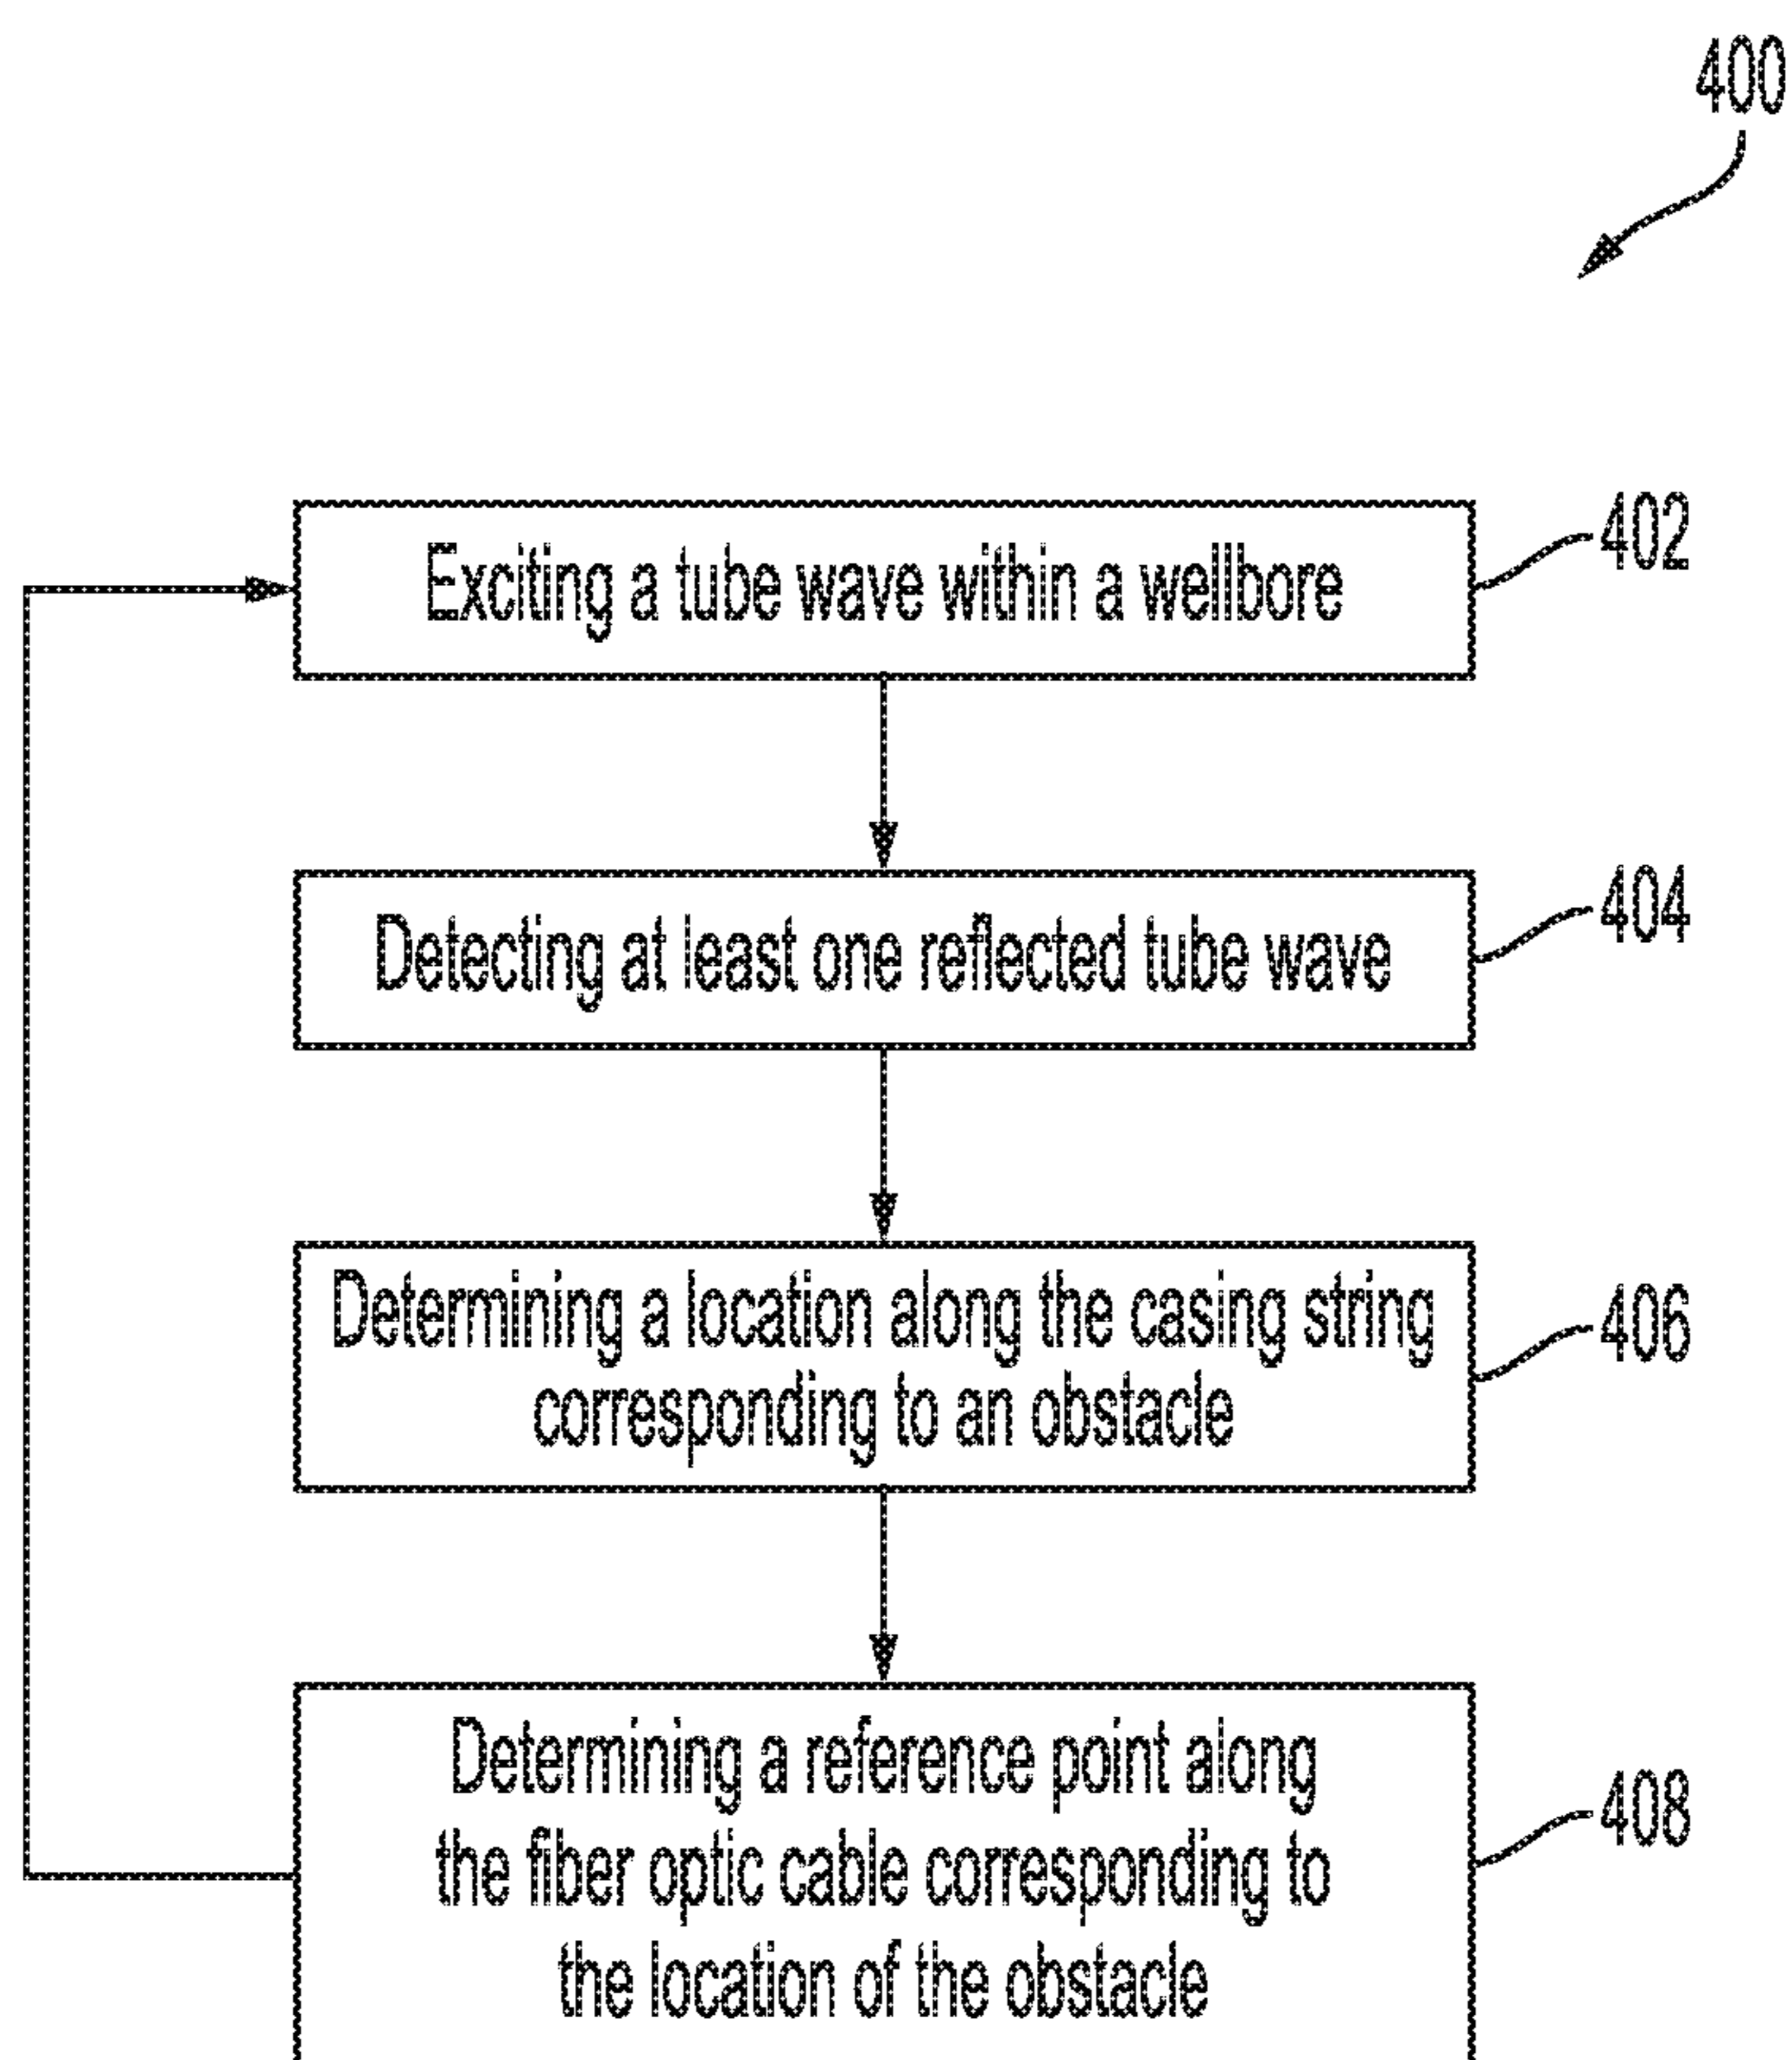 400
Exciting a tube wave within a wellbore
402
Detecting at least one reflected tube wave
404
Determining a location along the casing string
corresponding to an obstacle
406
Determining a reference point along
the fiber optic cable corresponding to
the location of the obstacle
408